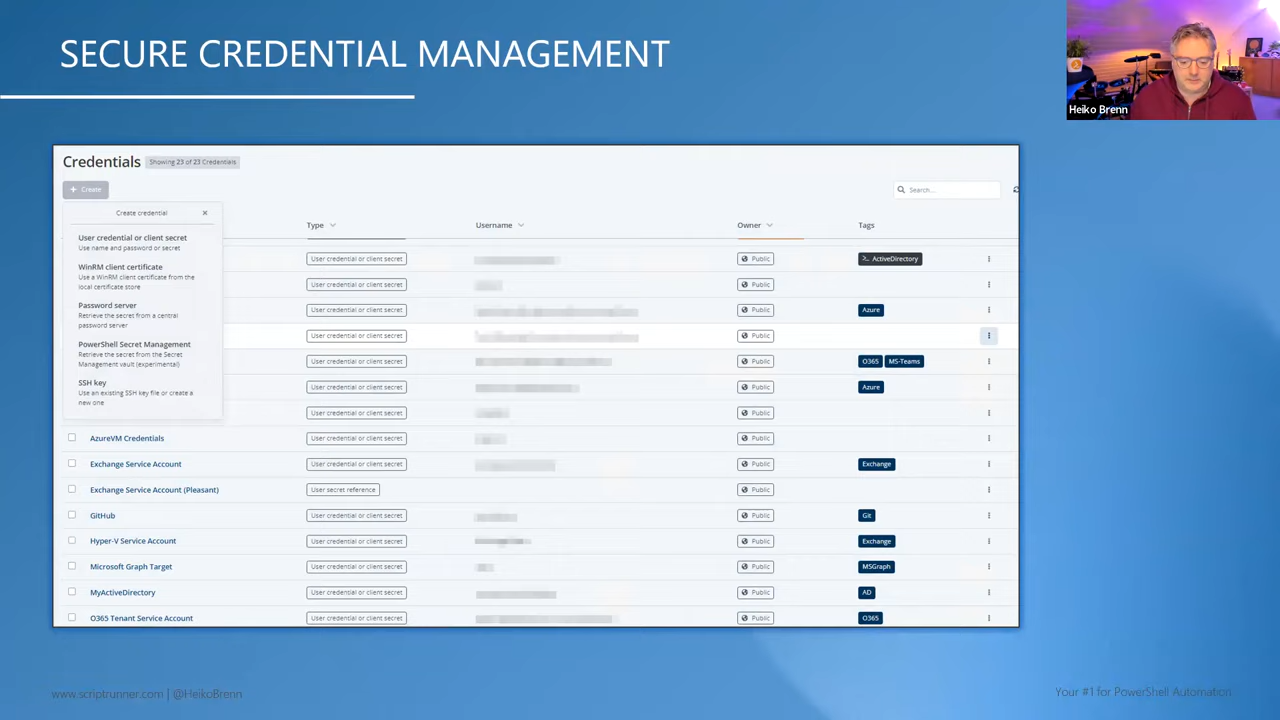 SECURE CREDENTIAL MANAGEMENT
Heiko Brenn
Credentials Showing 23 of 23 Credentials
+ Create
Search...
Create credential
Type Username Owner Tags
User credential or client secret
Use name and password or secret
WinRM client certificate
Use a WinRM client certificate from the
local certificate store
Password server
Retrieve the secret from a central
password server
PowerShell Secret Management
Retrieve the secret from the Secret
Management vault (experimental)
SSH key
Use an existing SSH key file or create a
new one
User credential or client secret Public ActiveDirectory
User credential or client secret Public
User credential or client secret Public Azure
User credential or client secret Public
User credential or client secret Public O365 MS-Teams
User credential or client secret Public Azure
User credential or client secret Public
AzureVM Credentials User credential or client secret Public
Exchange Service Account User credential or client secret Public Exchange
Exchange Service Account (Pleasant) User secret reference Public
GitHub User credential or client secret Public Git
Hyper-V Service Account User credential or client secret Public Exchange
Microsoft Graph Target User credential or client secret Public MSGraph
MyActiveDirectory User credential or client secret Public AD
O365 Tenant Service Account User credential or client secret Public O365
www.scriptrunner.com | @HeikoBrenn
Your #1 for PowerShell Automation